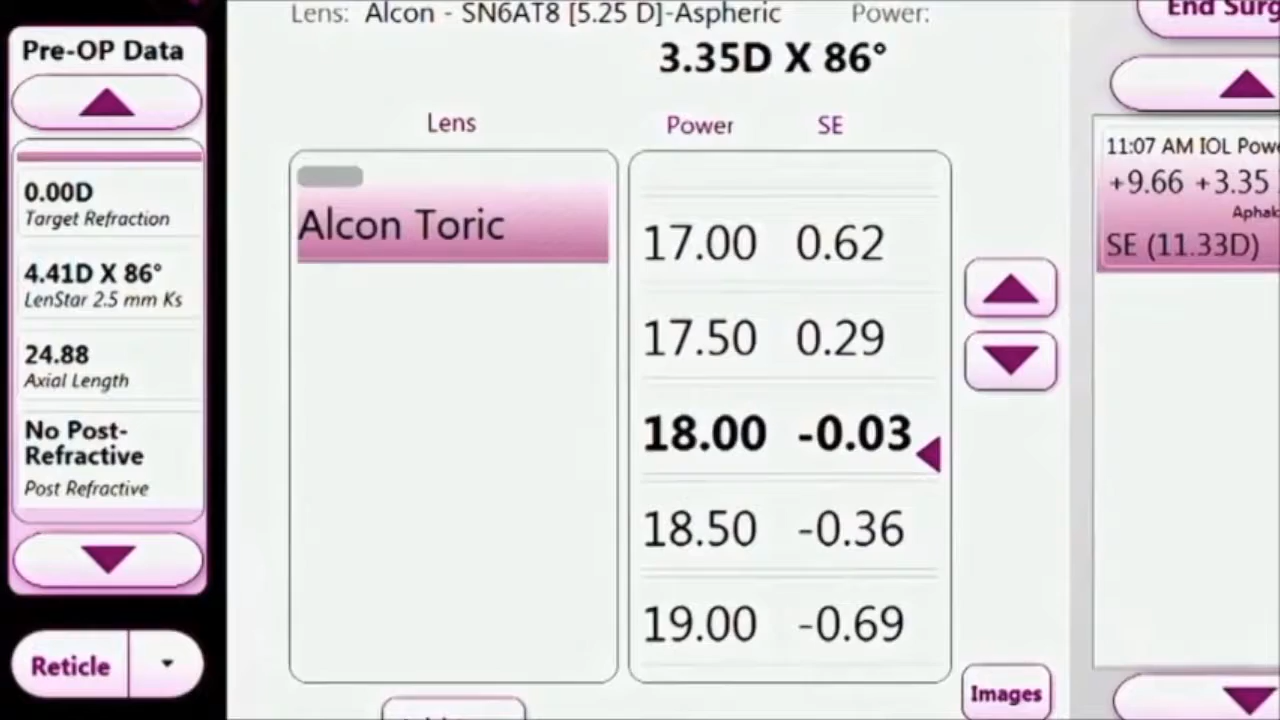 Pre-OP Data
0.00D
Target Refraction
4.41D X 86°
LenStar 2.5 mm Ks
24.88
Axial Length
No Post-
Refractive
Post Refractive
Reticle
Lens: Alcon - SN6AT8 [5.25 D]-Aspheric Power:
3.35D X 86°
Lens Power SE
Alcon Toric
17.00 0.62
17.50 0.29
18.00 -0.03
18.50 -0.36
19.00 -0.69
Images
End Surg
11:07 AM IOL Powe
+9.66 +3.35
Aphak
SE (11.33D)